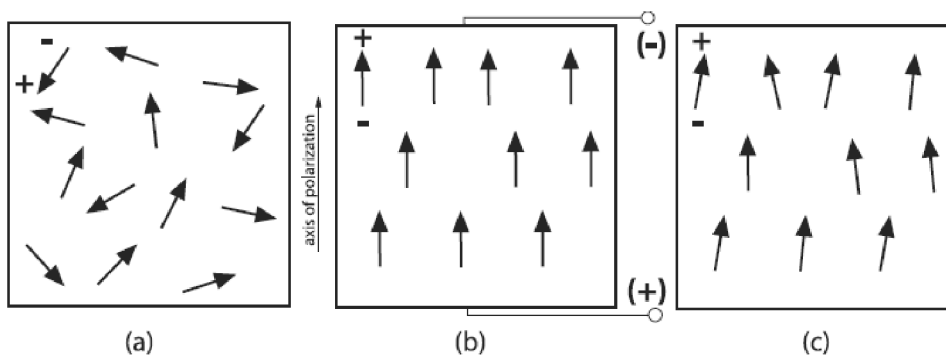 -
+
(a)
axis of polarization
+
-
(-)
(+)
(b)
+
-
(c)